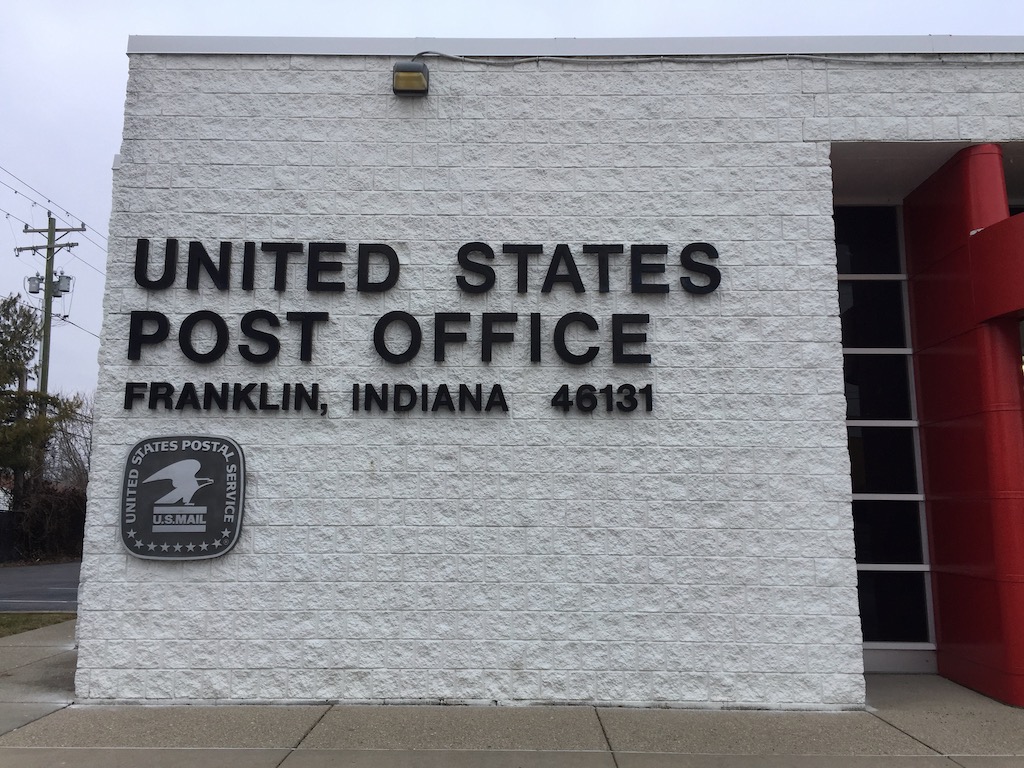 UNITED STATES
POST OFFICE
FRANKLIN, INDIANA 46131
UNITED STATES POSTAL SERVICE
U.S.MAIL
®